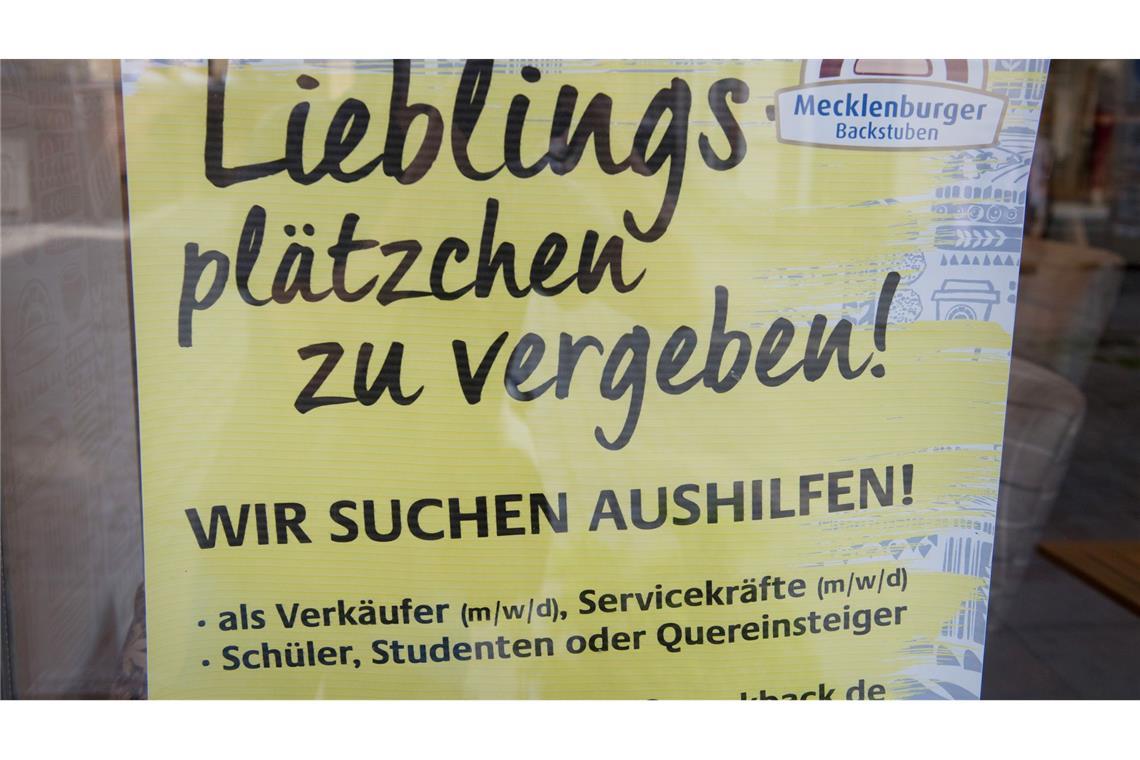 Lieblings-
Mecklenburger
Backstuben
plätzchen
zu vergeben!
WIR SUCHEN AUSHILFEN!
· als Verkäufer (m/w/d), Servicekräfte (m/w/d)
· Schüler, Studenten oder Quereinsteiger